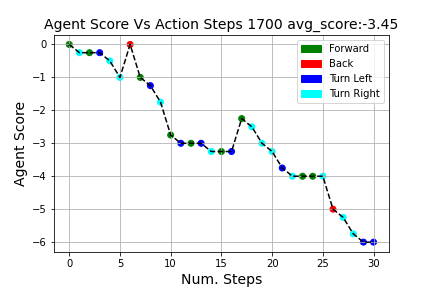 Agent Score Vs Action Steps 1700 avg_score:-3.45
Forward
Back
Turn Left
Turn Right
Agent Score
0
−1
−2
−3
−4
−5
−6
0 5 10 15 20 25 30
Num. Steps